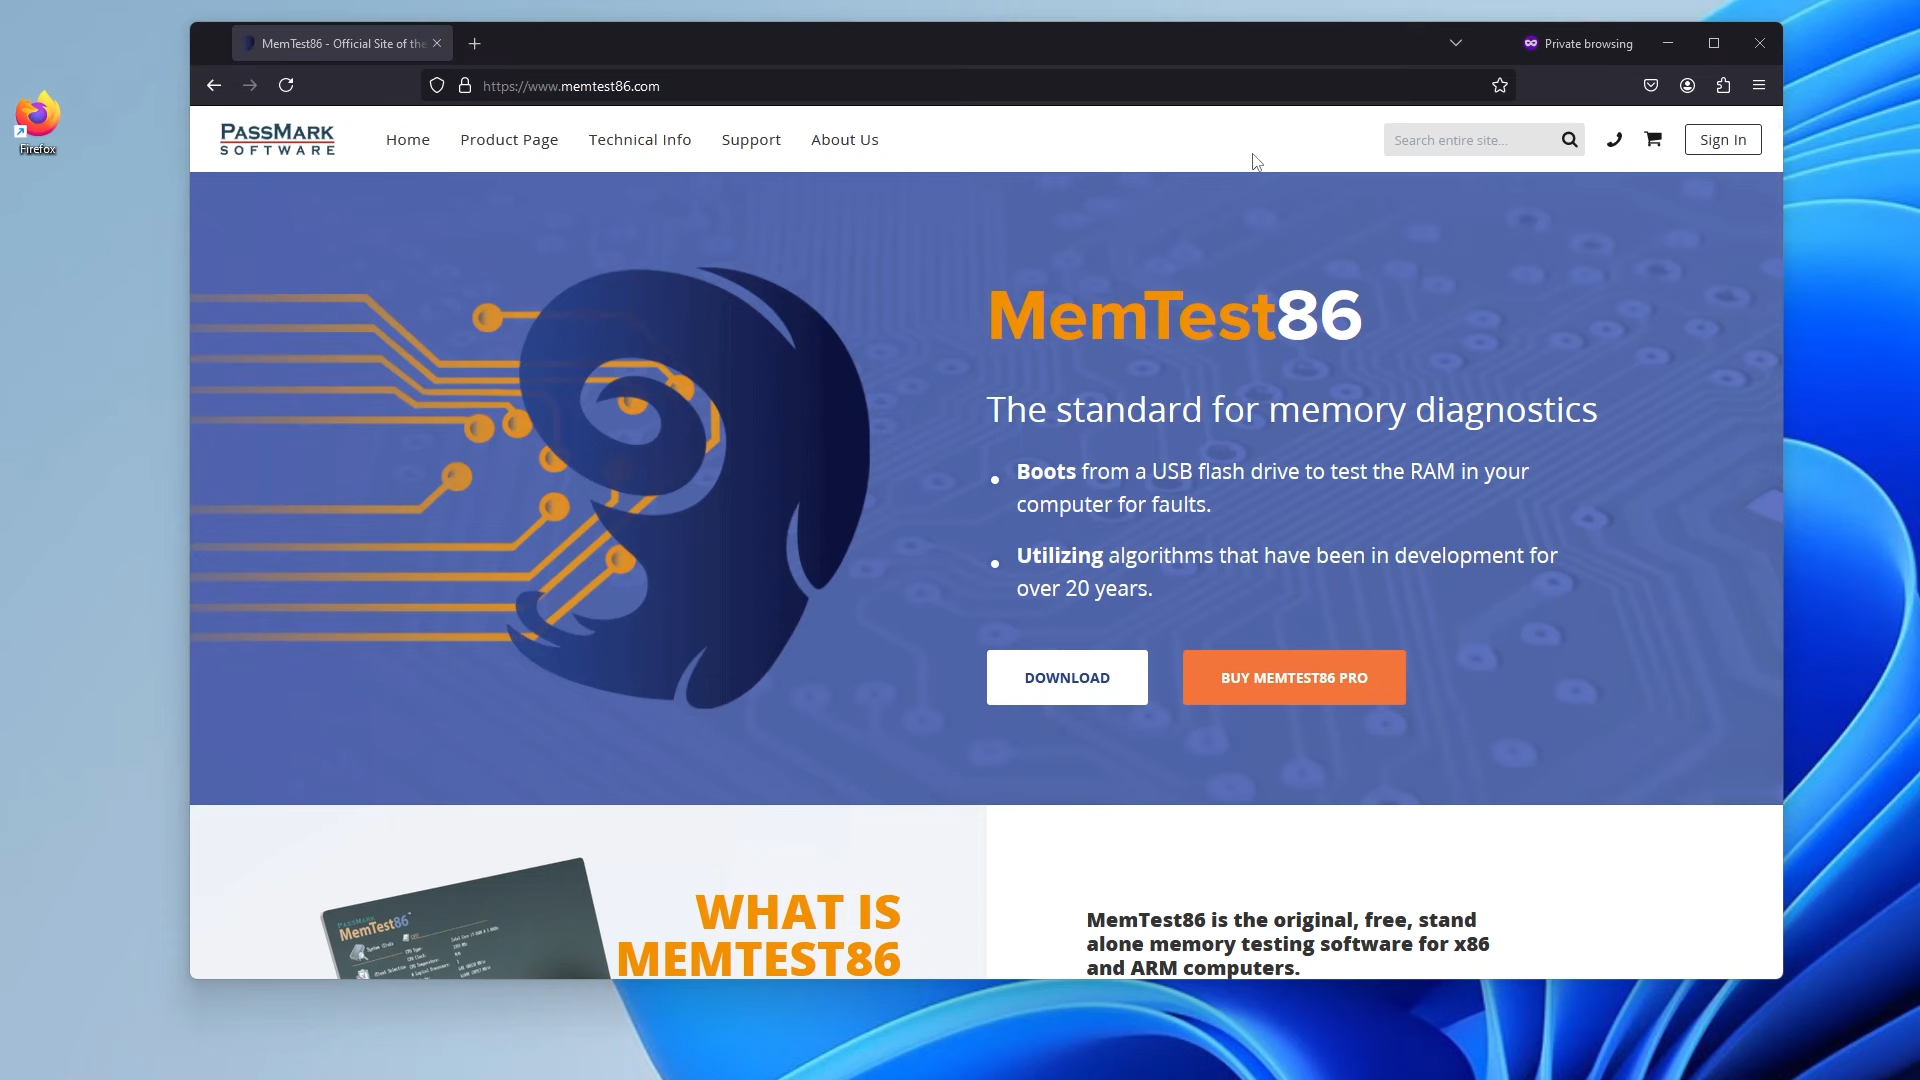 MemTest86 - Official Site of the
Private browsing
https://www.memtest86.com
Firefox
PASSMARK
SOFTWARE
Home
Product Page
Technical Info
Support
About Us
Search entire site...
Sign In
MemTest86
The standard for memory diagnostics
Boots from a USB flash drive to test the RAM in your
computer for faults.
Utilizing algorithms that have been in development for
over 20 years.
DOWNLOAD
BUY MEMTEST86 PRO
PASSMARK
MemTest86
WHAT IS
MEMTEST86
MemTest86 is the original, free, stand
alone memory testing software for x86
and ARM computers.